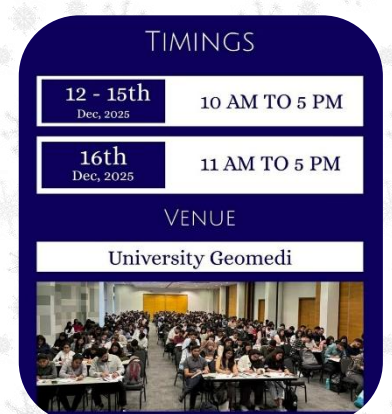 TIMINGS
12 - 15th
Dec, 2025
10 AM TO 5 PM
16th
Dec, 2025
11 AM TO 5 PM
VENUE
University Geomedi